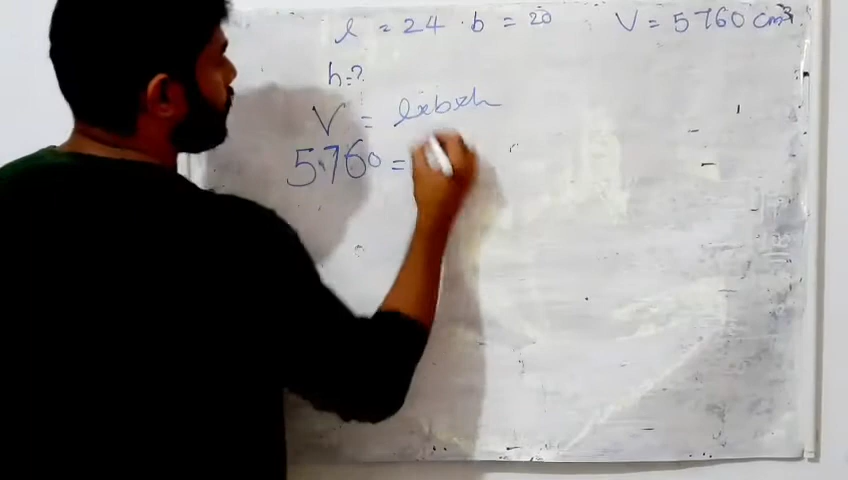 l = 24 . b = 20 V = 5760 cm³
h = ?
V = l×b×h
5760 =